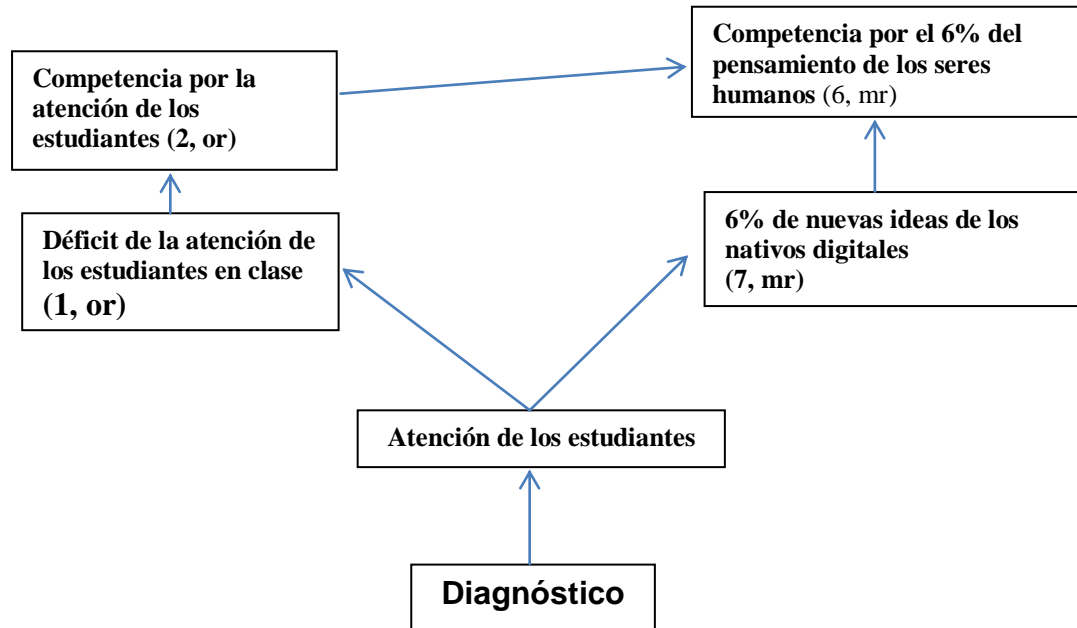 Competencia por la
atención de los
estudiantes (2, or)
Competencia por el 6% del
pensamiento de los seres
humanos (6, mr)
Déficit de la atención de
los estudiantes en clase
(1, or)
6% de nuevas ideas de los
nativos digitales
(7, mr)
Atención de los estudiantes
Diagnóstico